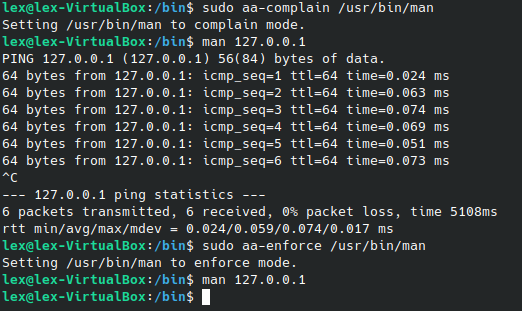 lex@lex-VirtualBox:/bin$ sudo aa-complain /usr/bin/man
Setting /usr/bin/man to complain mode.
lex@lex-VirtualBox:/bin$ man 127.0.0.1
PING 127.0.0.1 (127.0.0.1) 56(84) bytes of data.
64 bytes from 127.0.0.1: icmp_seq=1 ttl=64 time=0.024 ms
64 bytes from 127.0.0.1: icmp_seq=2 ttl=64 time=0.063 ms
64 bytes from 127.0.0.1: icmp_seq=3 ttl=64 time=0.074 ms
64 bytes from 127.0.0.1: icmp_seq=4 ttl=64 time=0.069 ms
64 bytes from 127.0.0.1: icmp_seq=5 ttl=64 time=0.051 ms
64 bytes from 127.0.0.1: icmp_seq=6 ttl=64 time=0.073 ms
^C
--- 127.0.0.1 ping statistics ---
6 packets transmitted, 6 received, 0% packet loss, time 5108ms
rtt min/avg/max/mdev = 0.024/0.059/0.074/0.017 ms
lex@lex-VirtualBox:/bin$ sudo aa-enforce /usr/bin/man
Setting /usr/bin/man to enforce mode.
lex@lex-VirtualBox:/bin$ man 127.0.0.1
lex@lex-VirtualBox:/bin$